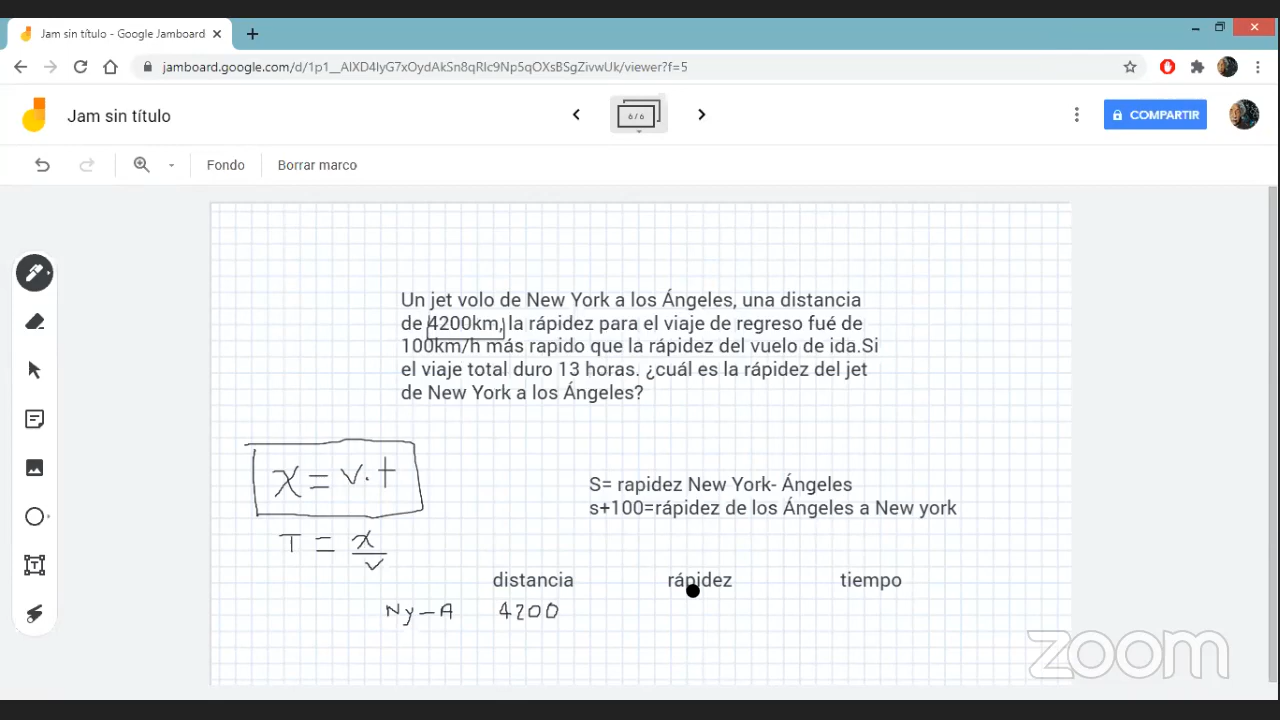 Jam sin título - Google Jamboard
jamboard.google.com/d/1p1__AlXD4lyG7xOydAkSn8qRlc9Np5qOXsBSgZivwUk/viewer?f=5
Jam sin título
6/6
COMPARTIR
Fondo
Borrar marco
Un jet volo de New York a los Ángeles, una distancia
de 4200km, la rápidez para el viaje de regreso fué de
100km/h más rapido que la rápidez del vuelo de ida.Si
el viaje total duro 13 horas. ¿cuál es la rápidez del jet
de New York a los Ángeles?
x = v.t
S= rapidez New York- Ángeles
s+100=rápidez de los Ángeles a New york
T = x/v
distancia rápidez tiempo
Ny-A 4200
zoom